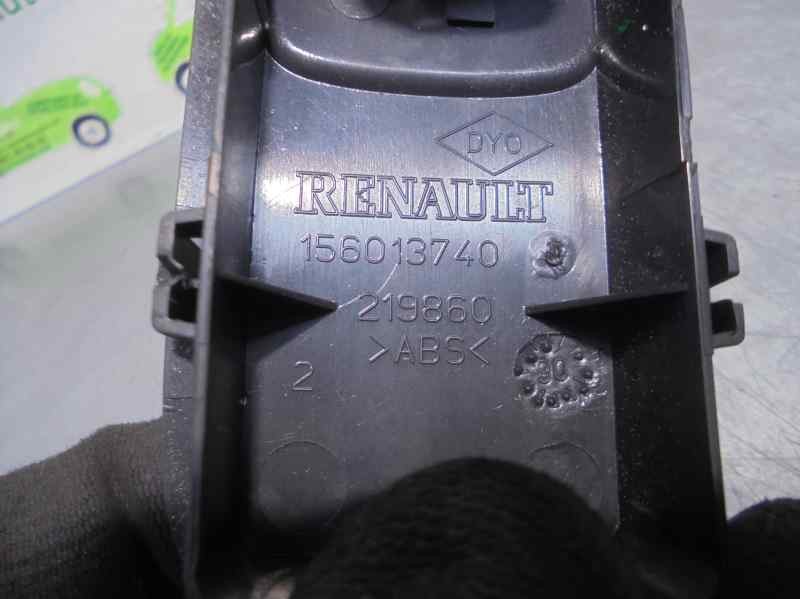 DYO
RENAULT
156013740
219860
>ABS<
2